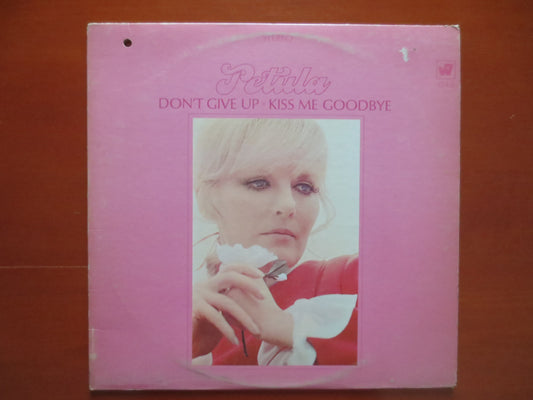 STEREO
Petula
DON'T GIVE UP • KISS ME GOODBYE